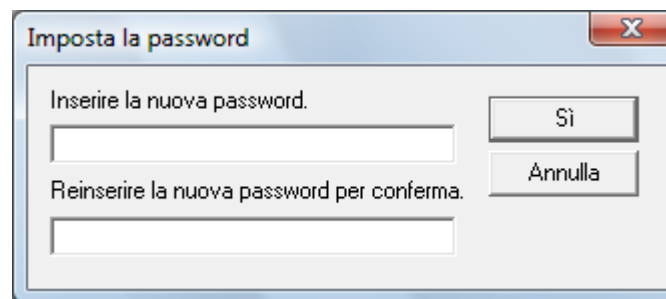 Imposta la password
Inserire la nuova password.
Sì
Annulla
Reinserire la nuova password per conferma.